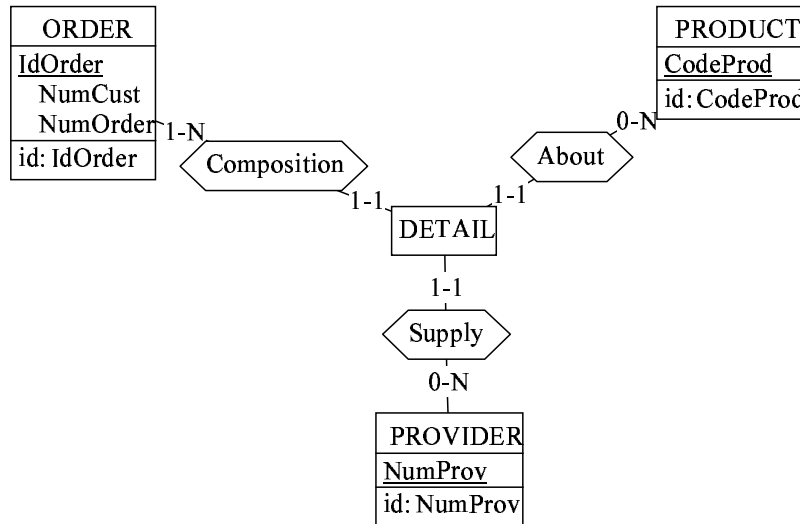 ORDER
IdOrder
NumCust
NumOrder
id: IdOrder
PRODUCT
CodeProd
id: CodeProd
1-N
Composition
1-1
0-N
About
1-1
DETAIL
1-1
Supply
0-N
PROVIDER
NumProv
id: NumProv